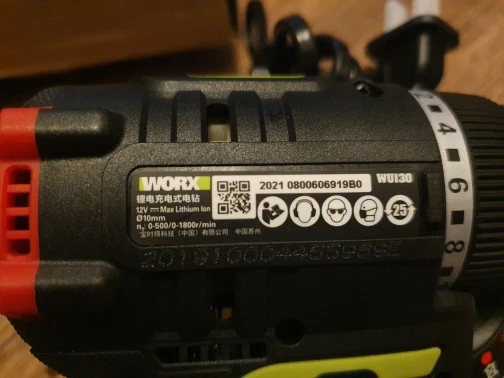 WORX
WU130
2021 0800606919B0
锂电充电式电钻
12V ⎓ Max Lithium Ion
Ø10mm
n₀: 0-500/0-1800r/min
宝时得科技（中国）有限公司 中国苏州
25
4
6
8